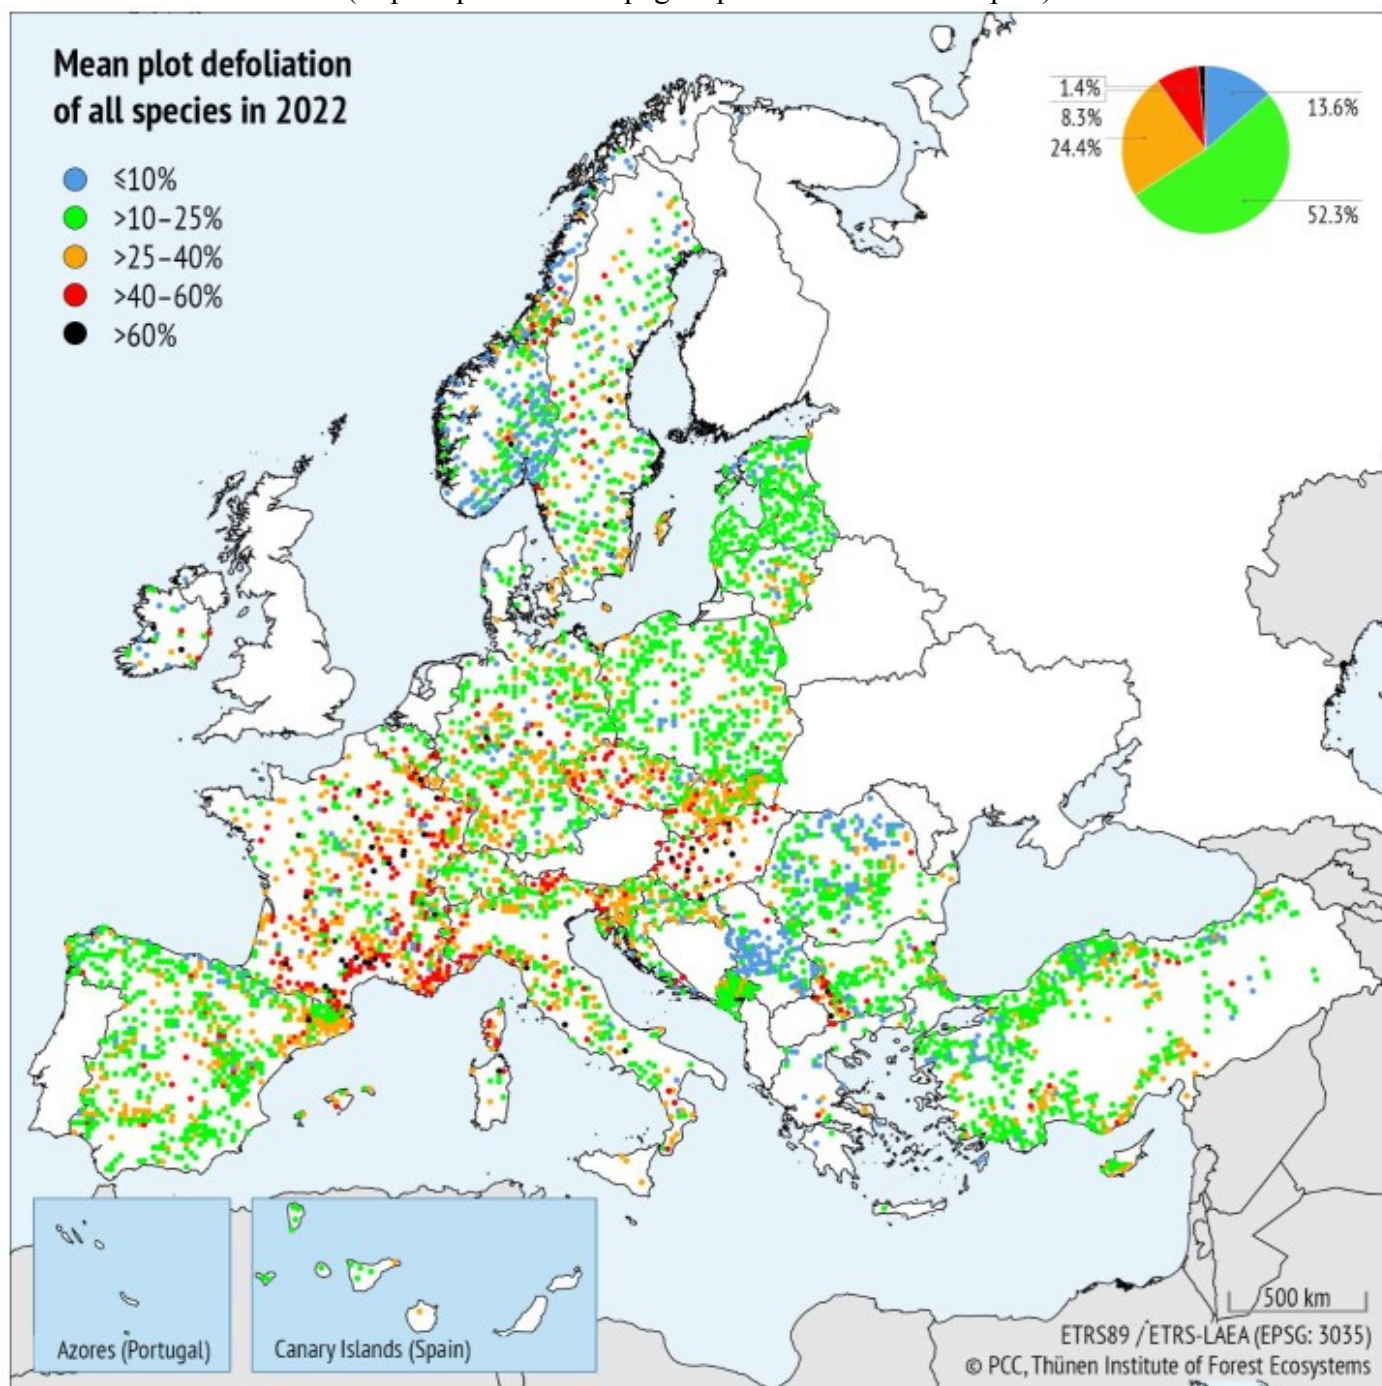 Mean plot defoliation
of all species in 2022
≤10%
>10–25%
>25–40%
>40–60%
>60%
1.4%
8.3%
24.4%
13.6%
52.3%
Azores (Portugal)
Canary Islands (Spain)
500 km
ETRS89 / ETRS-LAEA (EPSG: 3035)
© PCC, Thünen Institute of Forest Ecosystems